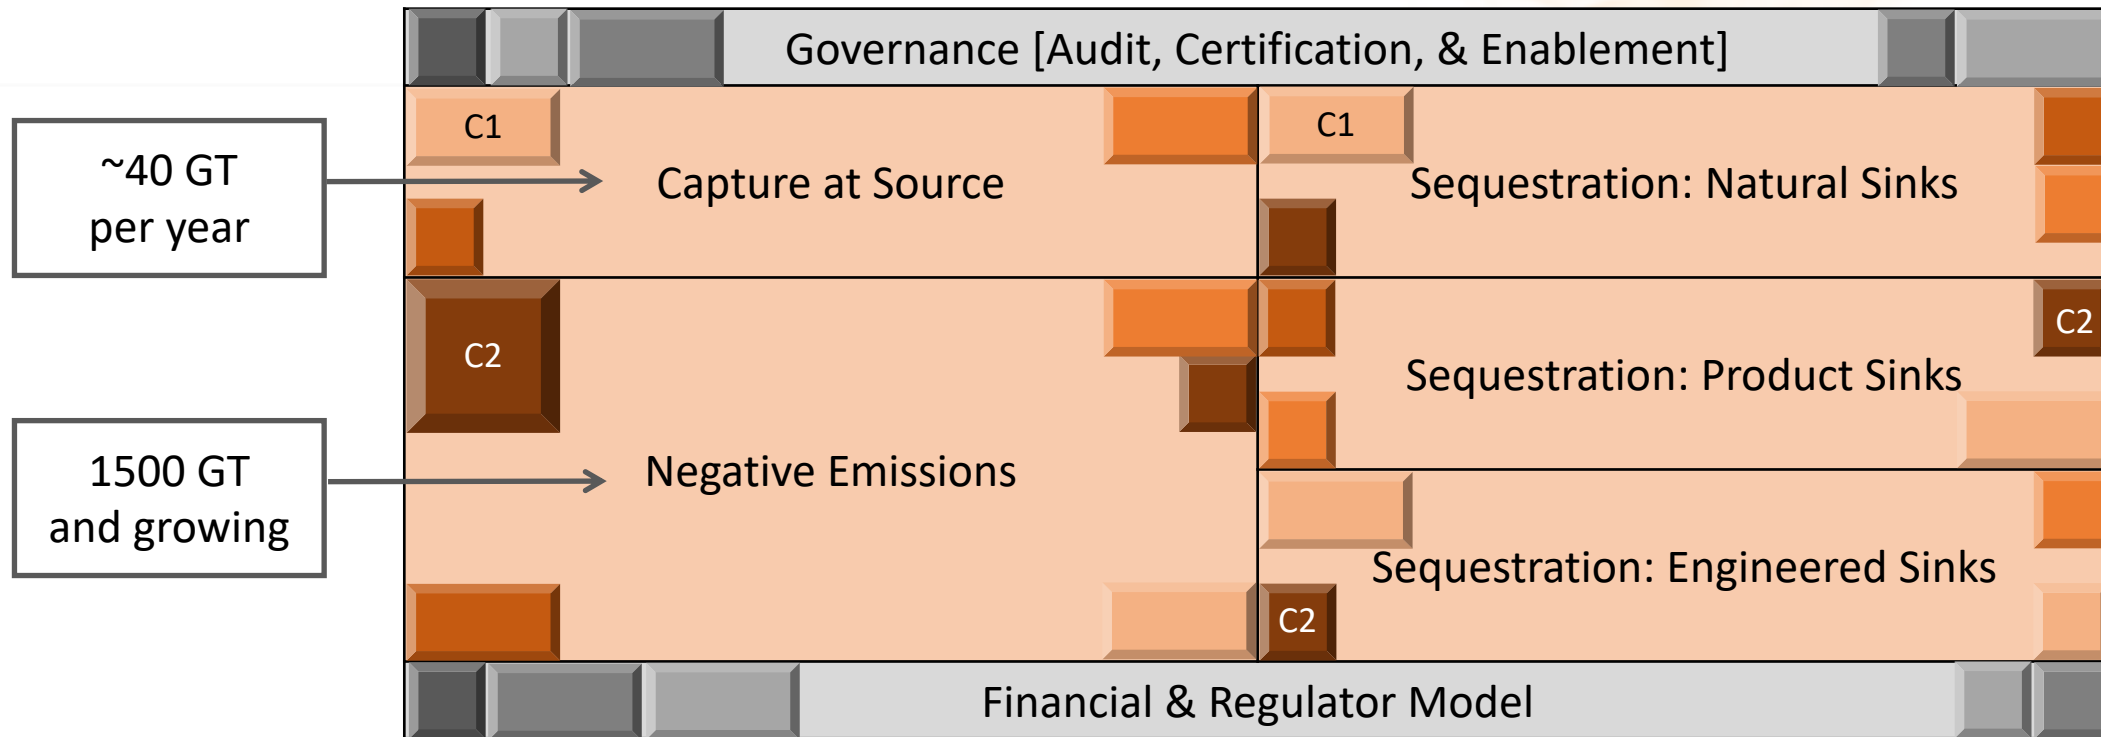 Governance [Audit, Certification, & Enablement]
~40 GT
per year
C1
Capture at Source
C1
Sequestration: Natural Sinks
1500 GT
and growing
C2
Negative Emissions
C2
Sequestration: Product Sinks
Sequestration: Engineered Sinks
C2
Financial & Regulator Model